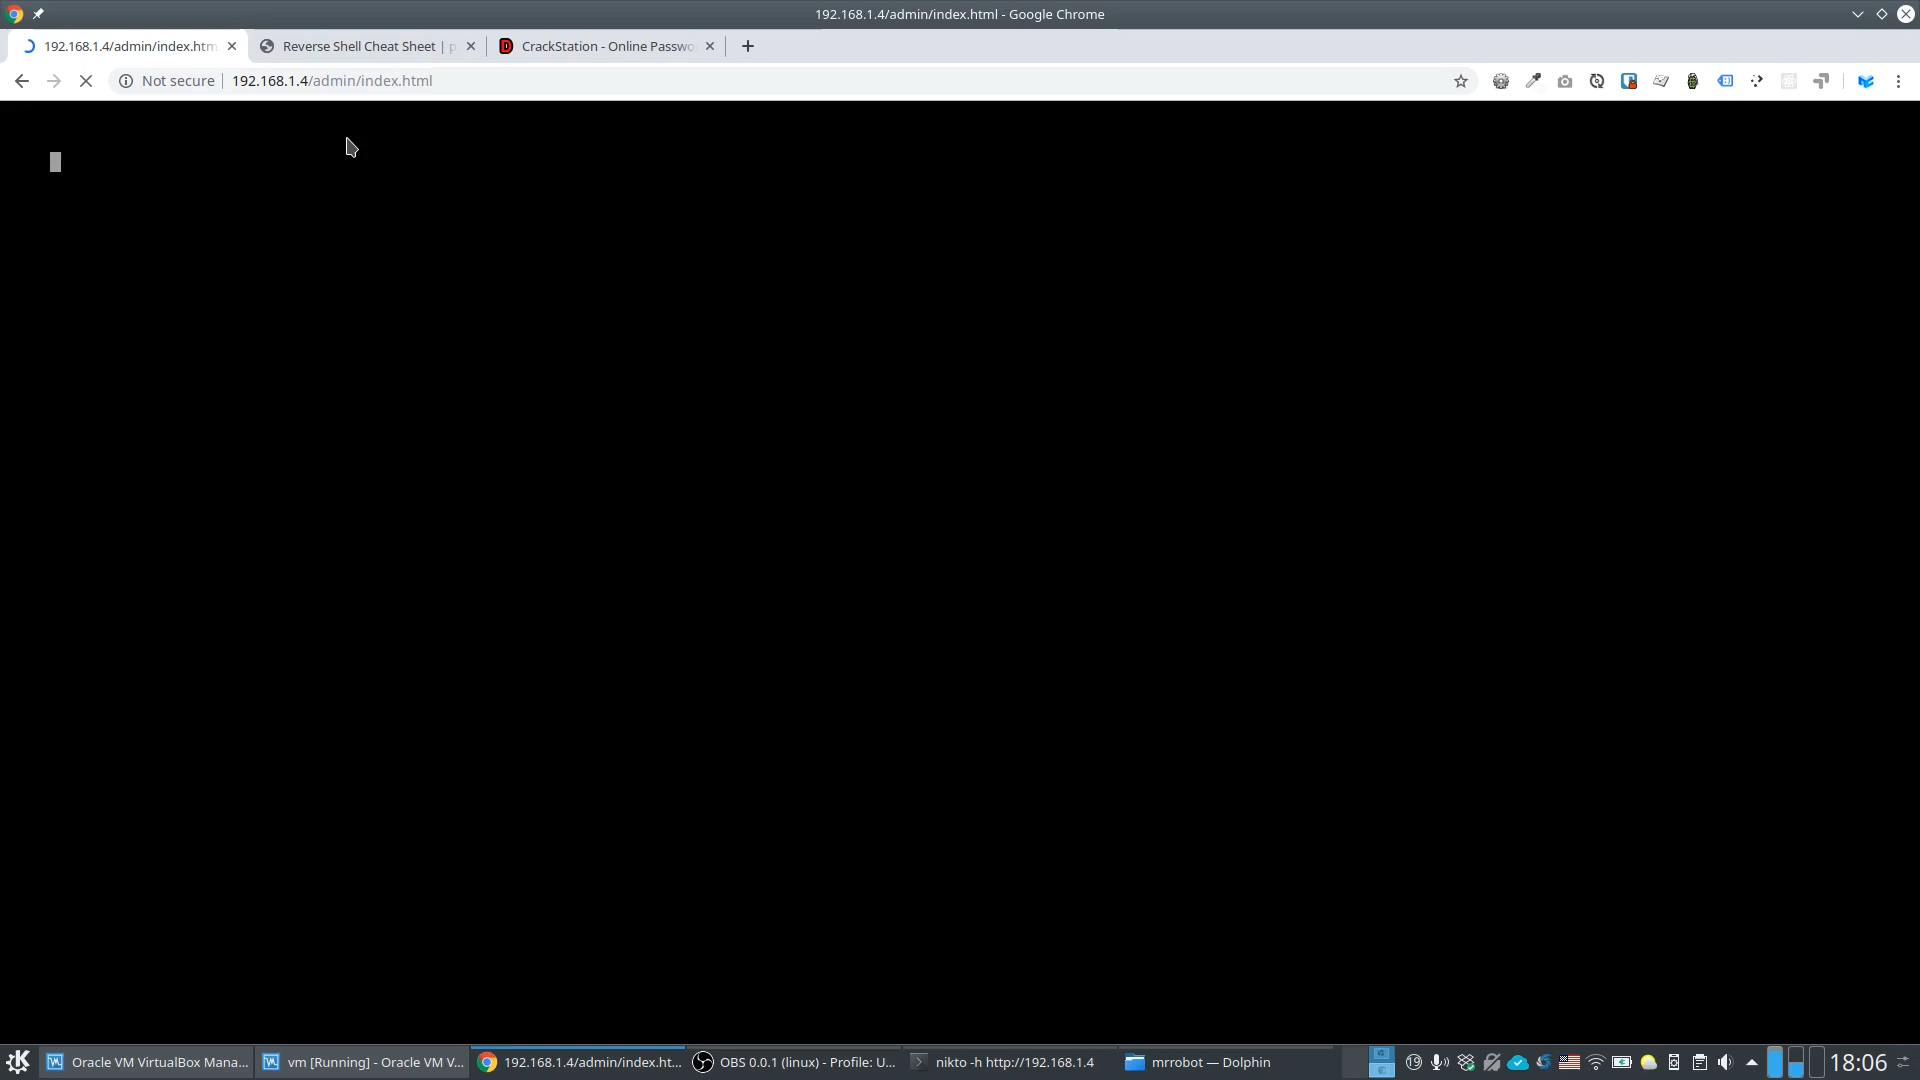 192.168.1.4/admin/index.html - Google Chrome
192.168.1.4/admin/index.htm
Reverse Shell Cheat Sheet | p
CrackStation - Online Passwo
Not secure
192.168.1.4/admin/index.html
Oracle VM VirtualBox Mana...
vm [Running] - Oracle VM V...
192.168.1.4/admin/index.ht...
OBS 0.0.1 (linux) - Profile: U...
nikto -h http://192.168.1.4
mrrobot — Dolphin
19
18:06